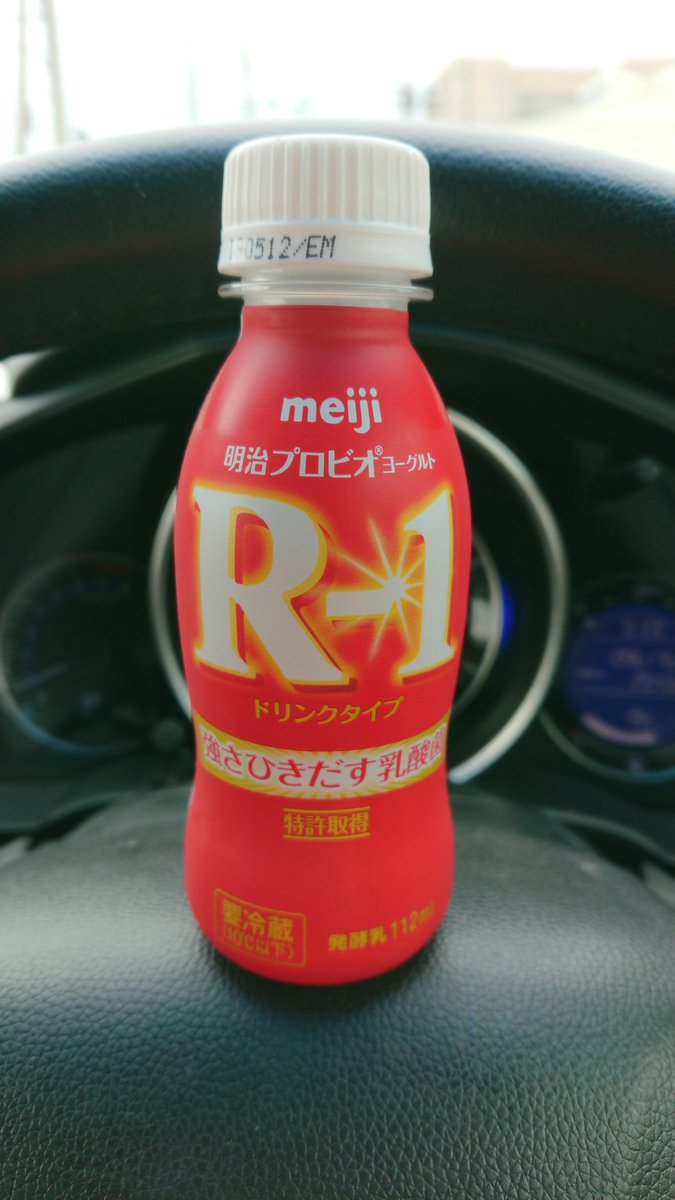 190512/EM
meiji
明治プロビオ®ヨーグルト
R-1
ドリンクタイプ
強さひきだす乳酸菌
特許取得
要冷蔵
(10℃以下)
発酵乳 112ml